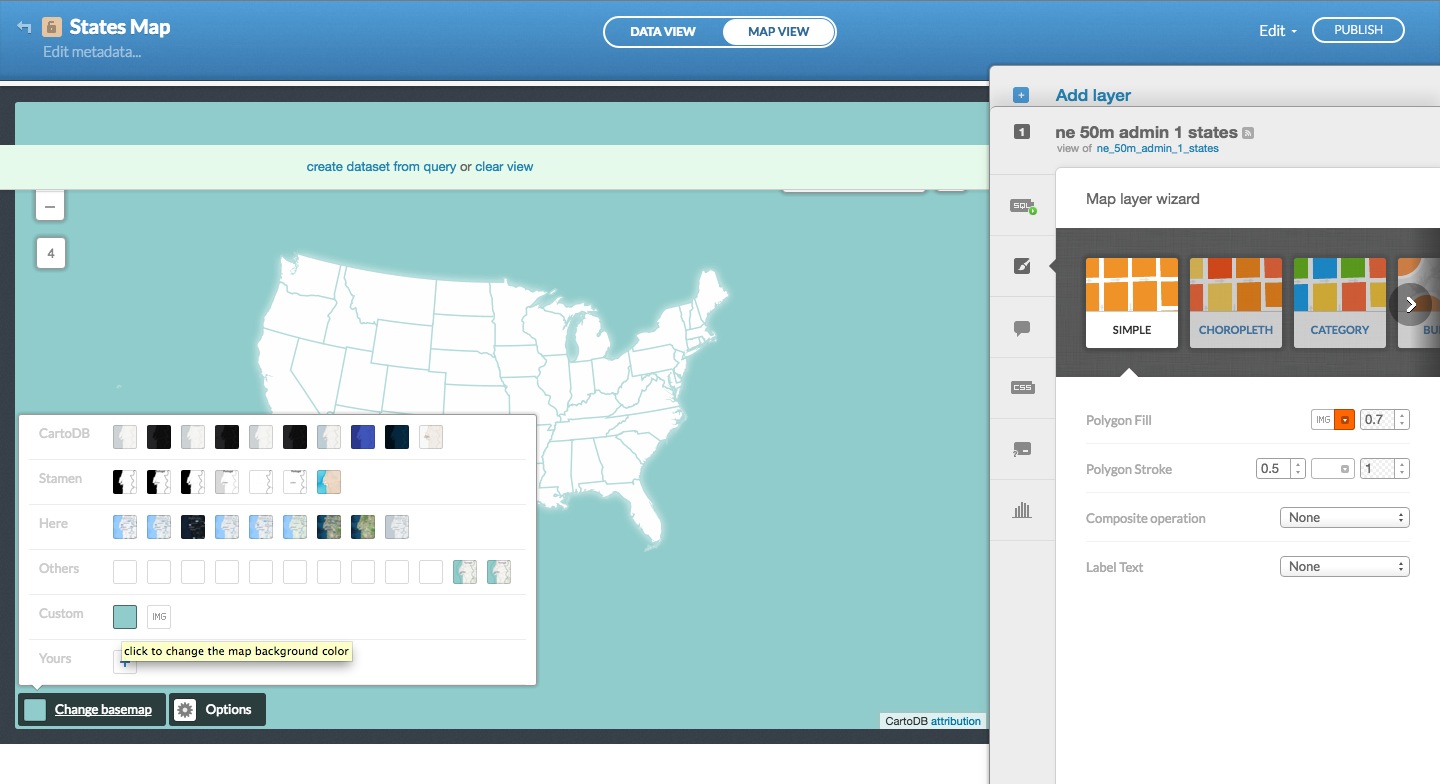 States Map
Edit metadata...
DATA VIEW
MAP VIEW
Edit
PUBLISH
Add layer
1
ne 50m admin 1 states
view of ne_50m_admin_1_states
create dataset from query or clear view
–
4
Map layer wizard
SQL
CSS
SIMPLE
CHOROPLETH
CATEGORY
BU
Polygon Fill
IMG
0.7
Polygon Stroke
0.5
1
Composite operation
None
Label Text
None
CartoDB
Stamen
Here
Others
Custom
IMG
click to change the map background color
Yours
+
Change basemap
Options
CartoDB attribution